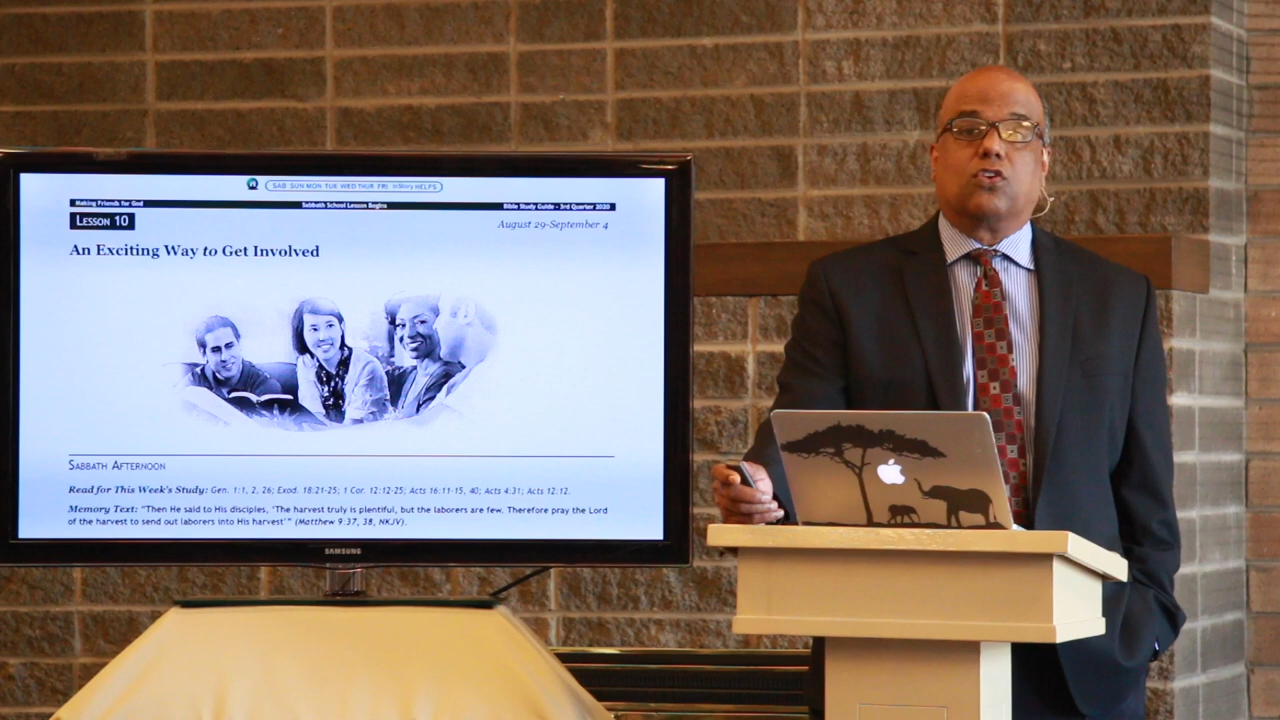 SAB SUN MON TUE WED THUR FRI InStory HELPS
Making Friends for God Sabbath School Lesson Begins Bible Study Guide - 3rd Quarter 2020
LESSON 10 August 29-September 4
An Exciting Way to Get Involved
SABBATH AFTERNOON
Read for This Week's Study: Gen. 1:1, 2, 26; Exod. 18:21-25; 1 Cor. 12:12-25; Acts 16:11-15, 40; Acts 4:31; Acts 12:12.
Memory Text: "Then He said to His disciples, 'The harvest truly is plentiful, but the laborers are few. Therefore pray the Lord
of the harvest to send out laborers into His harvest'" (Matthew 9:37, 38, NKJV).
SAMSUNG